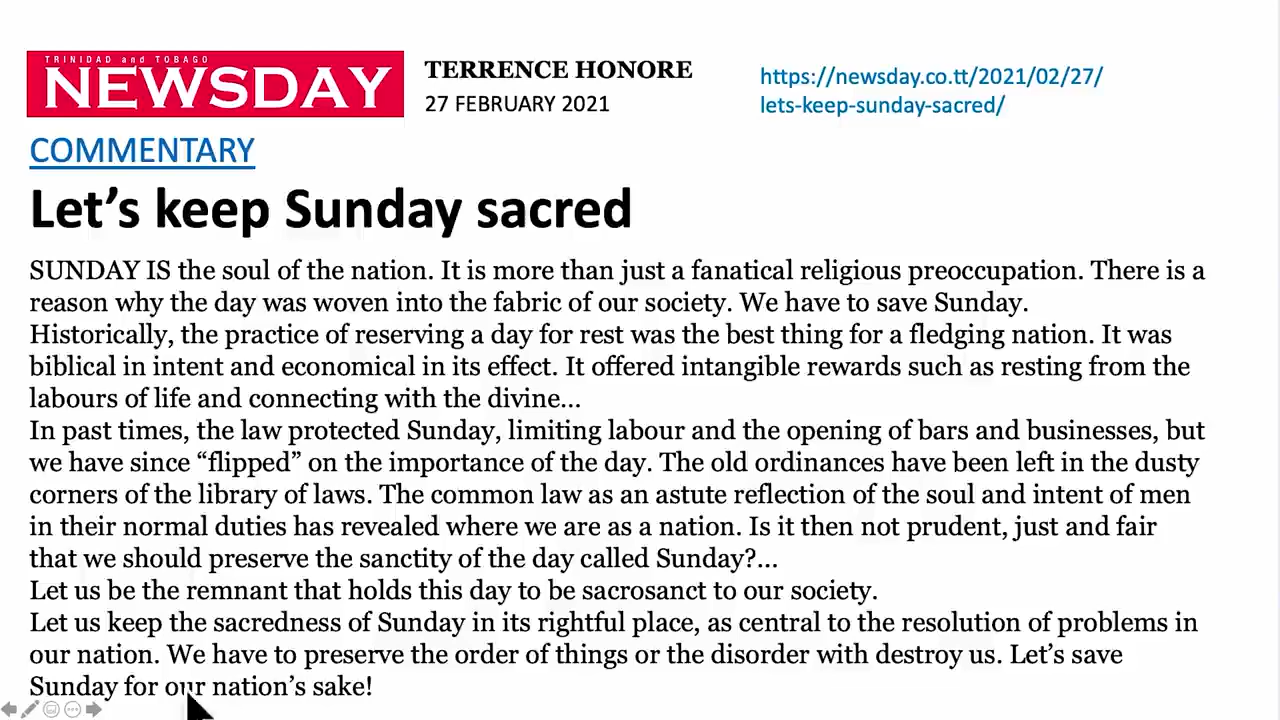 TRINIDAD and TOBAGO
NEWSDAY
TERRENCE HONORE
27 FEBRUARY 2021
https://newsday.co.tt/2021/02/27/
lets-keep-sunday-sacred/
COMMENTARY
Let's keep Sunday sacred
SUNDAY IS the soul of the nation. It is more than just a fanatical religious preoccupation. There is a
reason why the day was woven into the fabric of our society. We have to save Sunday.
Historically, the practice of reserving a day for rest was the best thing for a fledging nation. It was
biblical in intent and economical in its effect. It offered intangible rewards such as resting from the
labours of life and connecting with the divine...
In past times, the law protected Sunday, limiting labour and the opening of bars and businesses, but
we have since “flipped” on the importance of the day. The old ordinances have been left in the dusty
corners of the library of laws. The common law as an astute reflection of the soul and intent of men
in their normal duties has revealed where we are as a nation. Is it then not prudent, just and fair
that we should preserve the sanctity of the day called Sunday?...
Let us be the remnant that holds this day to be sacrosanct to our society.
Let us keep the sacredness of Sunday in its rightful place, as central to the resolution of problems in
our nation. We have to preserve the order of things or the disorder with destroy us. Let's save
Sunday for our nation's sake!